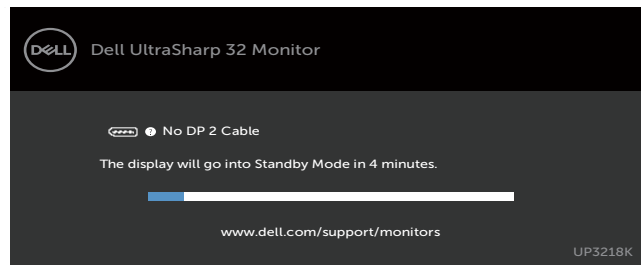 DELL Dell UltraSharp 32 Monitor
? No DP 2 Cable
The display will go into Standby Mode in 4 minutes.
www.dell.com/support/monitors
UP3218K